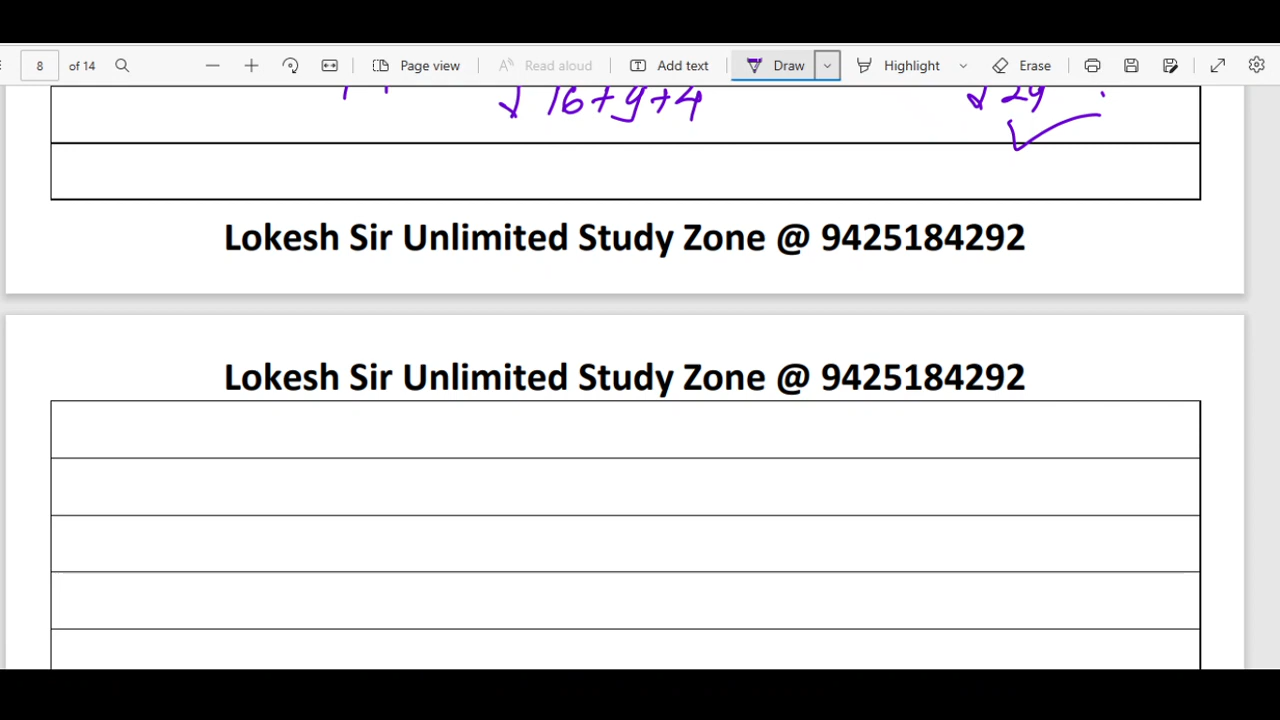 8 of 14 Page view Read aloud Add text Draw Highlight Erase
√16+9+4 √29
Lokesh Sir Unlimited Study Zone @ 9425184292
Lokesh Sir Unlimited Study Zone @ 9425184292